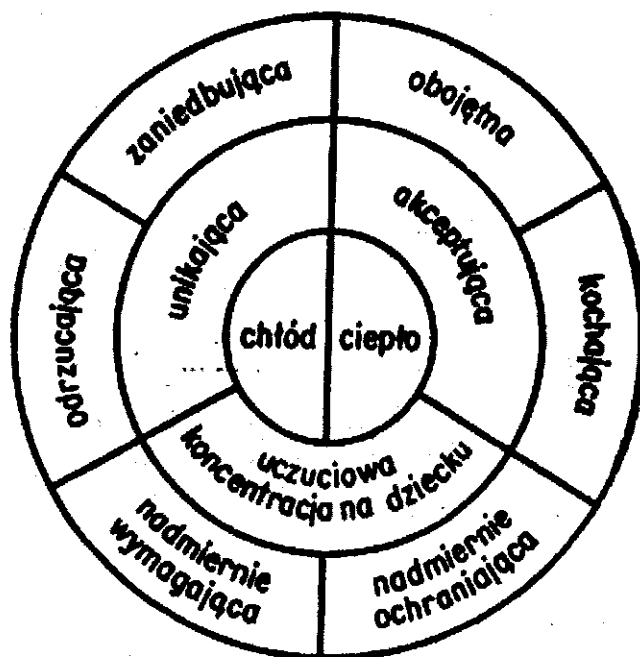 zaniedbująca
obojętna
unikająca
akceptująca
odrzucająca
kochająca
chłód
ciepło
uczuciowa
koncentracja na dziecku
nadmiernie
wymagająca
nadmiernie
ochraniająca